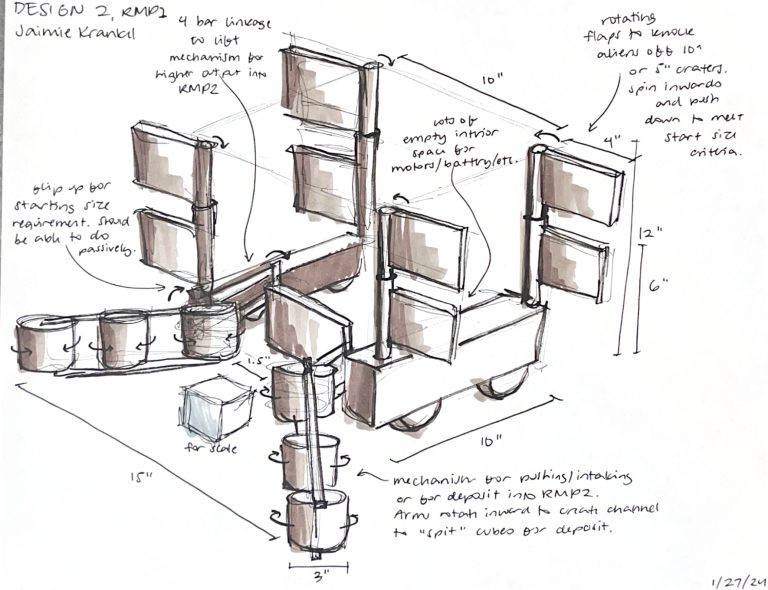 DESIGN 2, RMP2
Jaimie Krankl
4 bar linkage
to lift
mechanism for
higher output into
RMP2
rotating
flaps to knock
aliens off 10"
or 5" craters.
spin inwards
and push
down to meet
start size
criteria.
10"
4"
lots of
empty interior
space for
motors/battery/etc.
flip up for
starting size
requirement. Should
be able to do
passively.
12"
6"
1.5"
for scale
15"
10"
mechanism for pushing/intaking
or for deposit into RMP2.
Arms rotate inward to create channel
to "spit" cubes for deposit.
3"
1/27/24